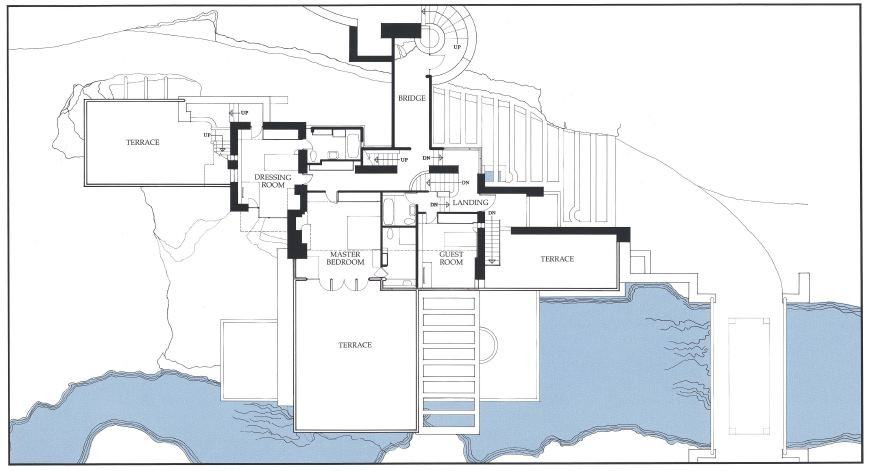 UP
BRIDGE
UP
TERRACE
UP
UP
DN
DRESSING
ROOM
DN
LANDING
DN
DN
MASTER
BEDROOM
GUEST
ROOM
TERRACE
TERRACE